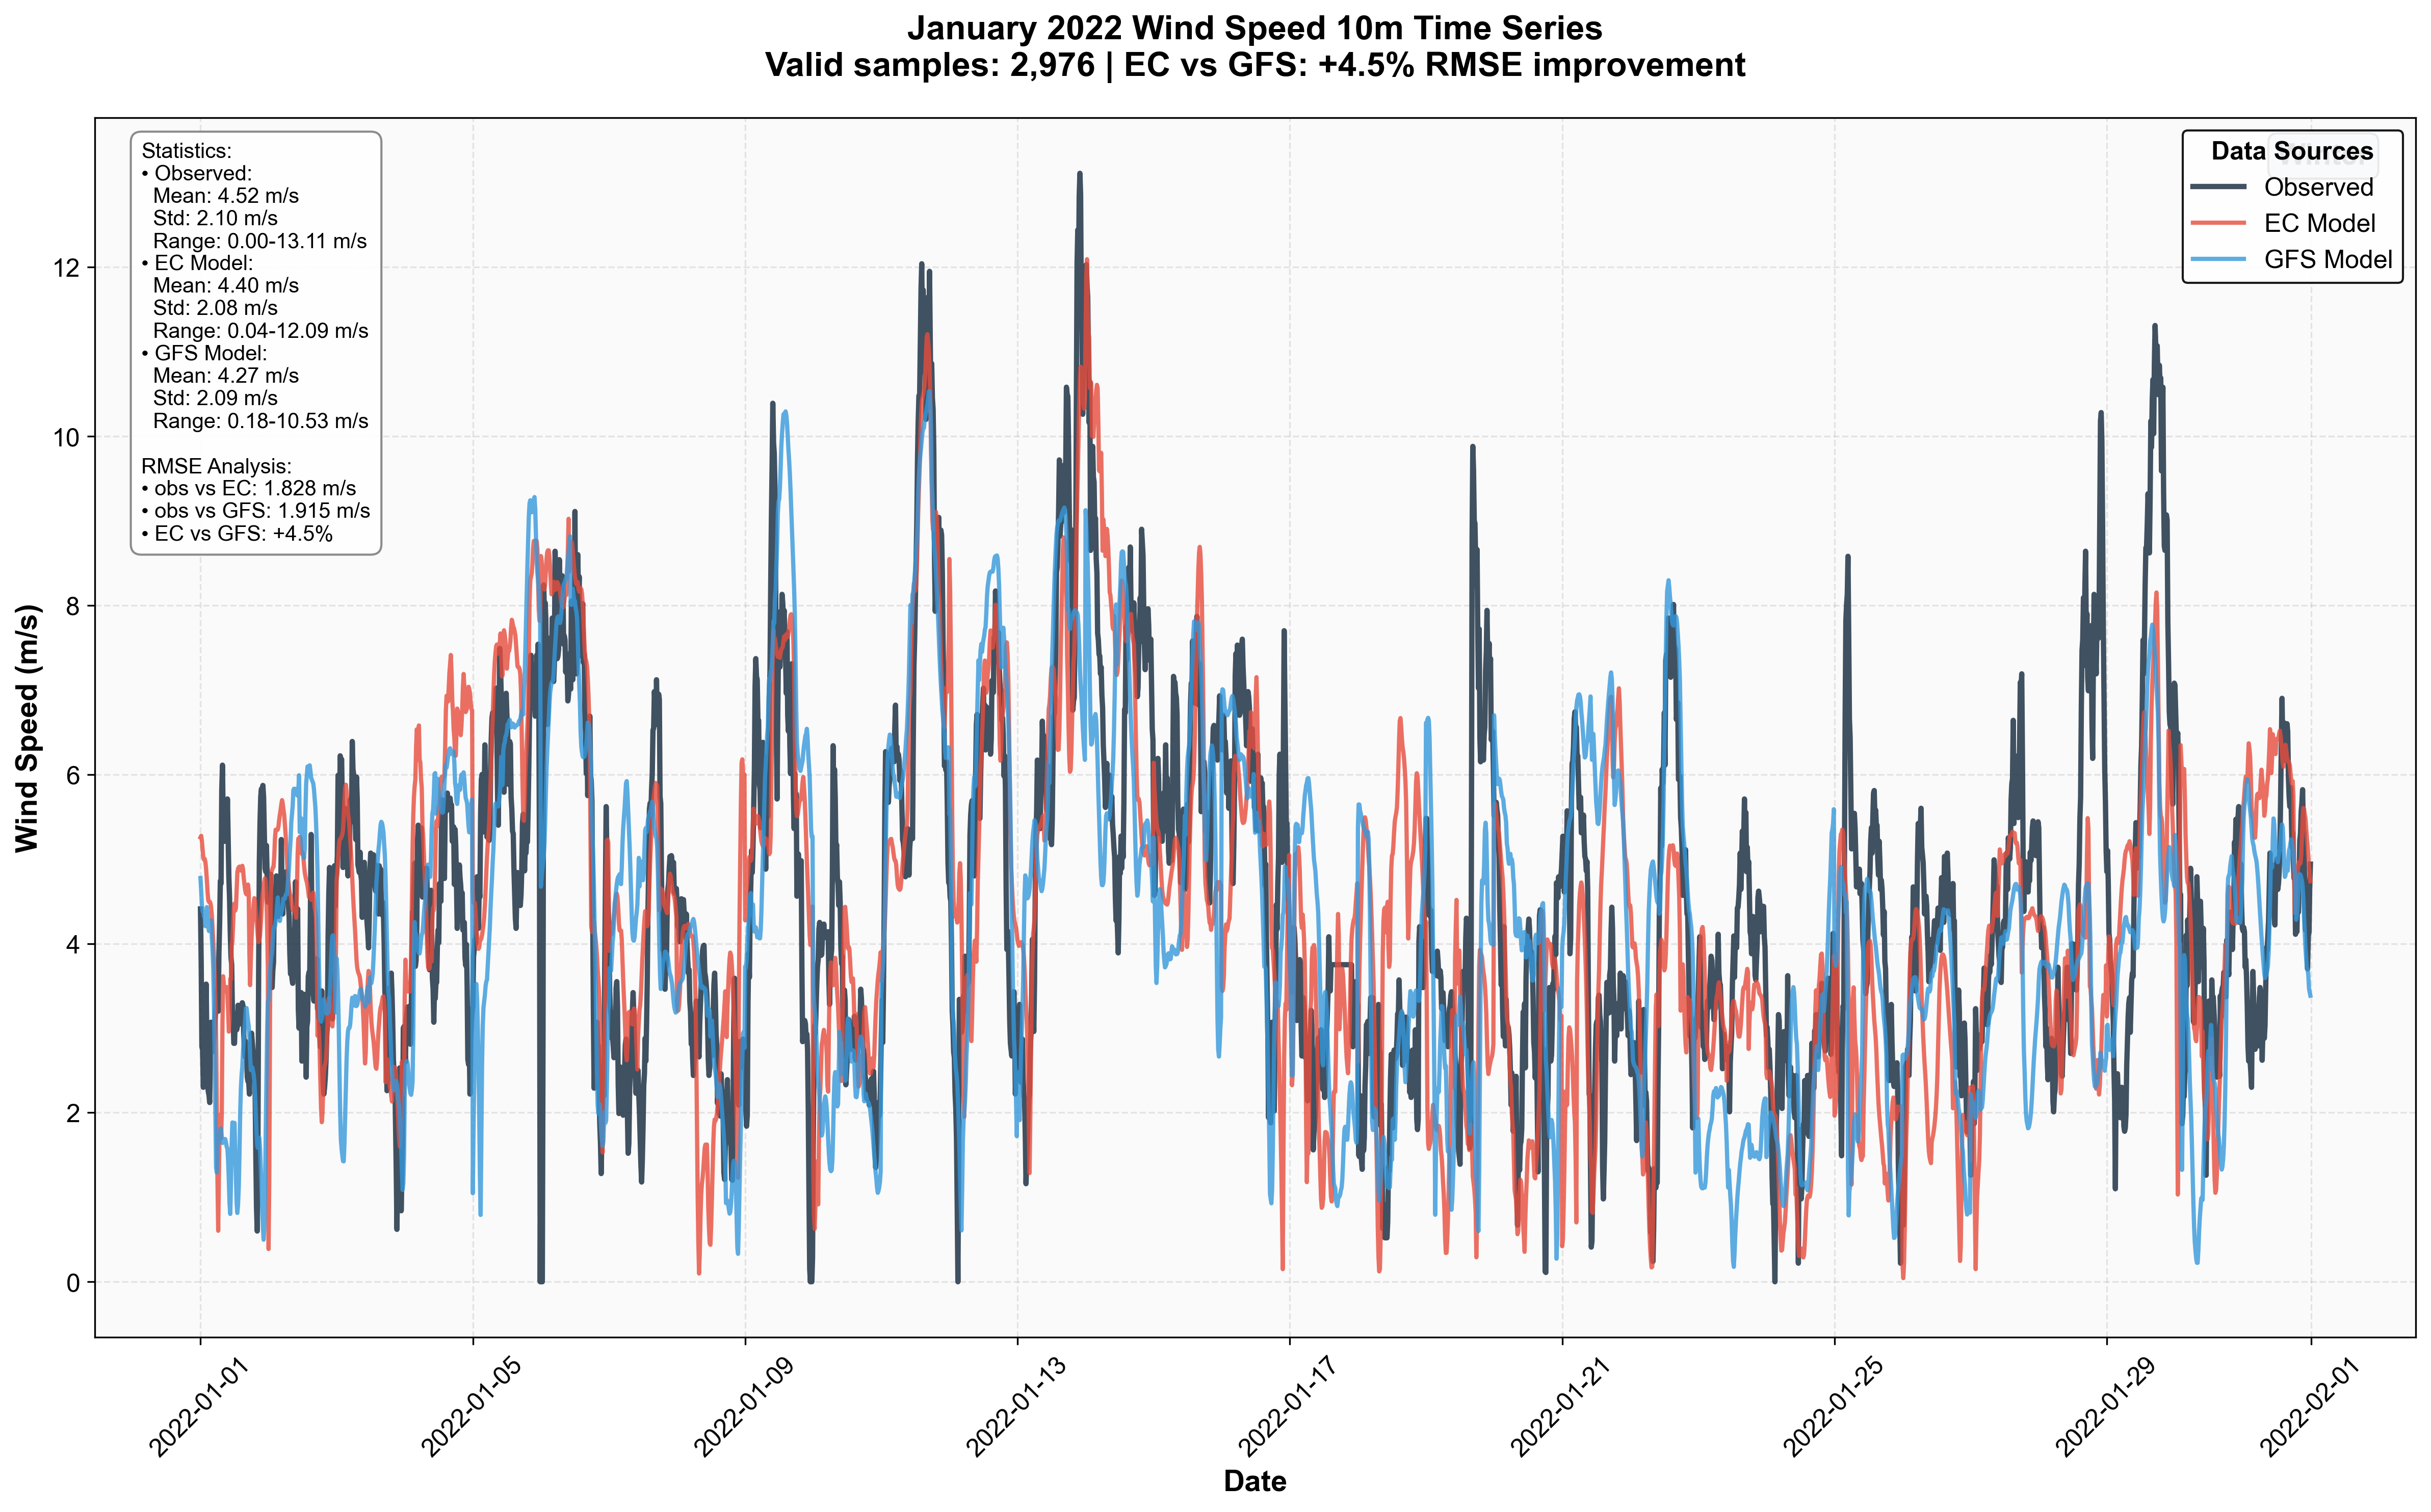 January 2022 Wind Speed 10m Time Series
Valid samples: 2,976 | EC vs GFS: +4.5% RMSE improvement
Statistics:
• Observed:
Mean: 4.52 m/s
Std: 2.10 m/s
Range: 0.00-13.11 m/s
• EC Model:
Mean: 4.40 m/s
Std: 2.08 m/s
Range: 0.04-12.09 m/s
• GFS Model:
Mean: 4.27 m/s
Std: 2.09 m/s
Range: 0.18-10.53 m/s
RMSE Analysis:
• obs vs EC: 1.828 m/s
• obs vs GFS: 1.915 m/s
• EC vs GFS: +4.5%
Data Sources
Observed
EC Model
GFS Model
Wind Speed (m/s)
12
10
8
6
4
2
0
2022-01-01
2022-01-05
2022-01-09
2022-01-13
2022-01-17
2022-01-21
2022-01-25
2022-01-29
2022-02-01
Date